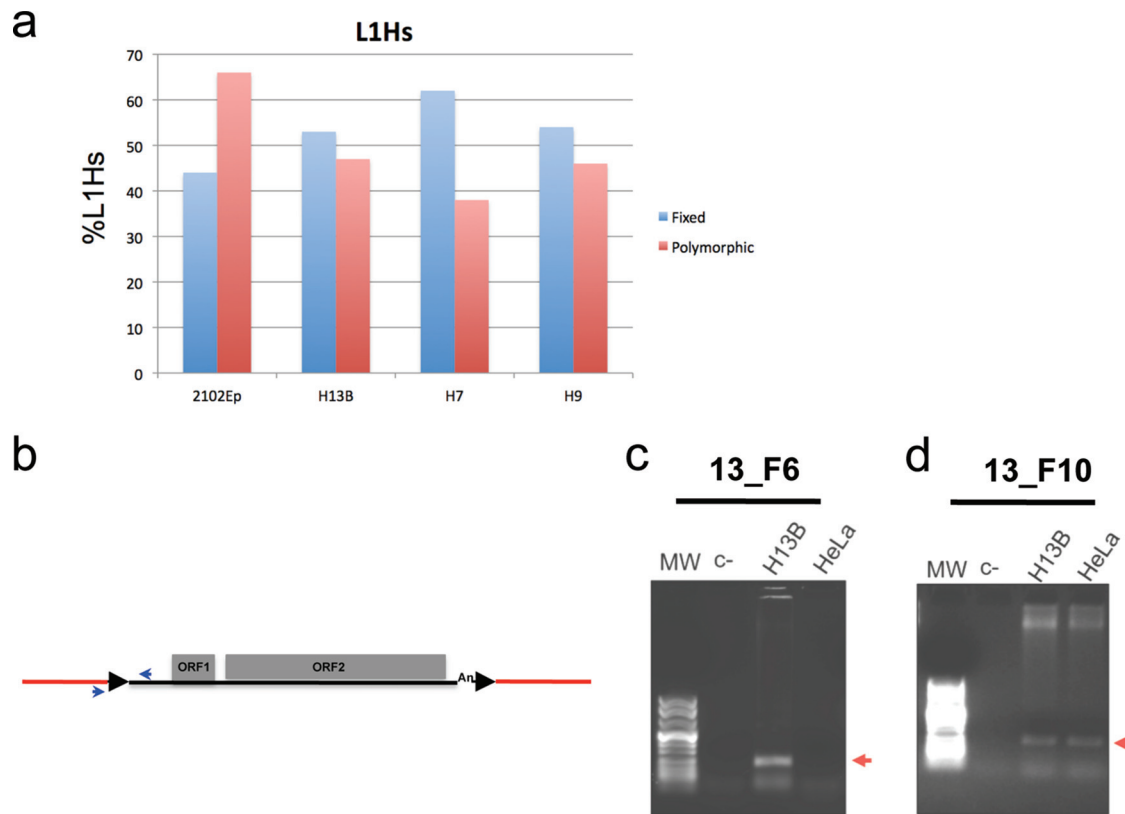 a
L1Hs
%L1Hs
70
60
50
40
30
20
10
0
2102Ep H13B H7 H9
Fixed
Polymorphic
b
ORF1 ORF2 An
c
13_F6
MW c- H13B HeLa
d
13_F10
MW c- H13B HeLa